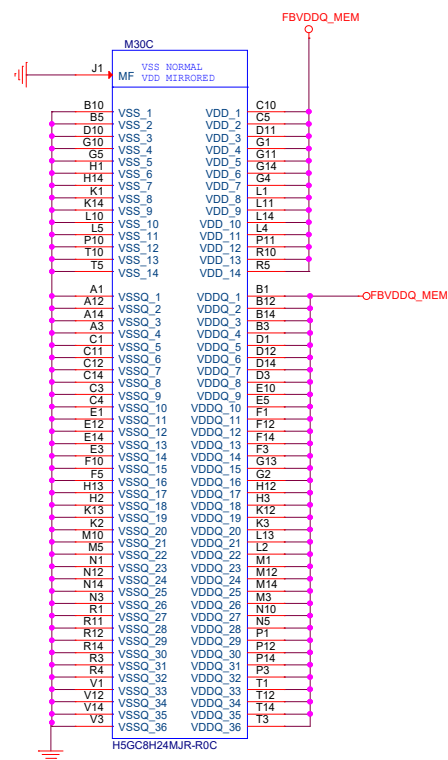 FBVDDQ_MEM
M30C
J1 MF VSS NORMAL
VDD MIRRORED
B10 VSS_1 VDD_1 C10
B5 VSS_2 VDD_2 C5
D10 VSS_3 VDD_3 D11
G10 VSS_4 VDD_4 G1
G5 VSS_5 VDD_5 G11
H1 VSS_6 VDD_6 G14
H14 VSS_7 VDD_7 G4
K1 VSS_8 VDD_8 L1
K14 VSS_9 VDD_9 L11
L10 VSS_10 VDD_10 L14
L5 VSS_11 VDD_11 L4
P10 VSS_12 VDD_12 P11
T10 VSS_13 VDD_13 R10
T5 VSS_14 VDD_14 R5
A1 VSSQ_1 VDDQ_1 B1 FBVDDQ_MEM
A12 VSSQ_2 VDDQ_2 B12
A14 VSSQ_3 VDDQ_3 B14
A3 VSSQ_4 VDDQ_4 B3
C1 VSSQ_5 VDDQ_5 D1
C11 VSSQ_6 VDDQ_6 D12
C12 VSSQ_7 VDDQ_7 D14
C14 VSSQ_8 VDDQ_8 D3
C3 VSSQ_9 VDDQ_9 E10
C4 VSSQ_10 VDDQ_10 E5
E1 VSSQ_11 VDDQ_11 F1
E12 VSSQ_12 VDDQ_12 F12
E14 VSSQ_13 VDDQ_13 F14
E3 VSSQ_14 VDDQ_14 F3
F10 VSSQ_15 VDDQ_15 G13
F5 VSSQ_16 VDDQ_16 G2
H13 VSSQ_17 VDDQ_17 H12
H2 VSSQ_18 VDDQ_18 H3
K13 VSSQ_19 VDDQ_19 K12
K2 VSSQ_20 VDDQ_20 K3
M10 VSSQ_21 VDDQ_21 L13
M5 VSSQ_22 VDDQ_22 L2
N1 VSSQ_23 VDDQ_23 M1
N12 VSSQ_24 VDDQ_24 M12
N14 VSSQ_25 VDDQ_25 M14
N3 VSSQ_26 VDDQ_26 M3
R1 VSSQ_27 VDDQ_27 N10
R11 VSSQ_28 VDDQ_28 N5
R12 VSSQ_29 VDDQ_29 P1
R14 VSSQ_30 VDDQ_30 P12
R3 VSSQ_31 VDDQ_31 P14
R4 VSSQ_32 VDDQ_32 P3
V1 VSSQ_33 VDDQ_33 T1
V12 VSSQ_34 VDDQ_34 T12
V14 VSSQ_35 VDDQ_35 T14
V3 VSSQ_36 VDDQ_36 T3
H5GC8H24MJR-R0C